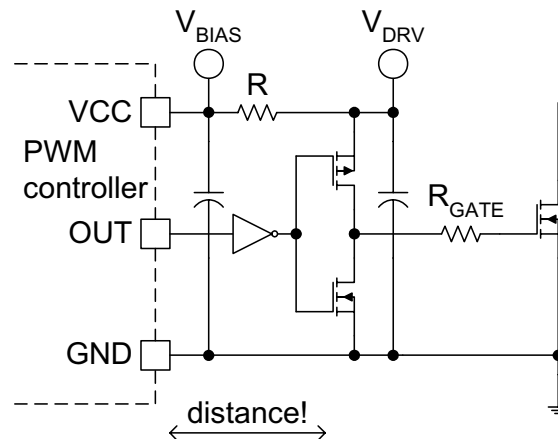 V_BIAS
V_DRV
R
VCC
PWM
controller
R_GATE
OUT
GND
distance!